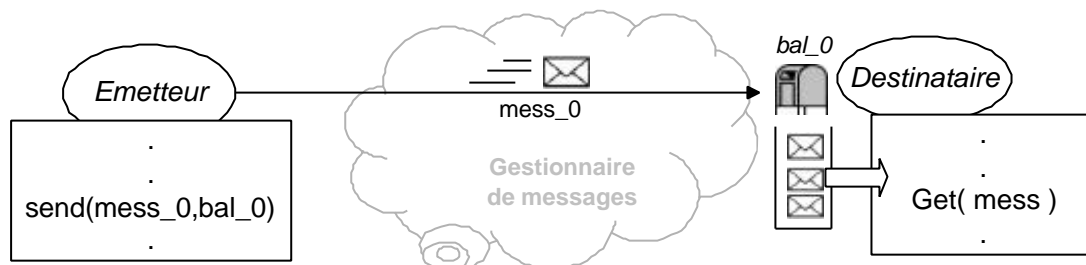 Emetteur
.
.
send(mess_0,bal_0)
.
mess_0
Gestionnaire
de messages
bal_0
Destinataire
.
.
Get( mess )
.